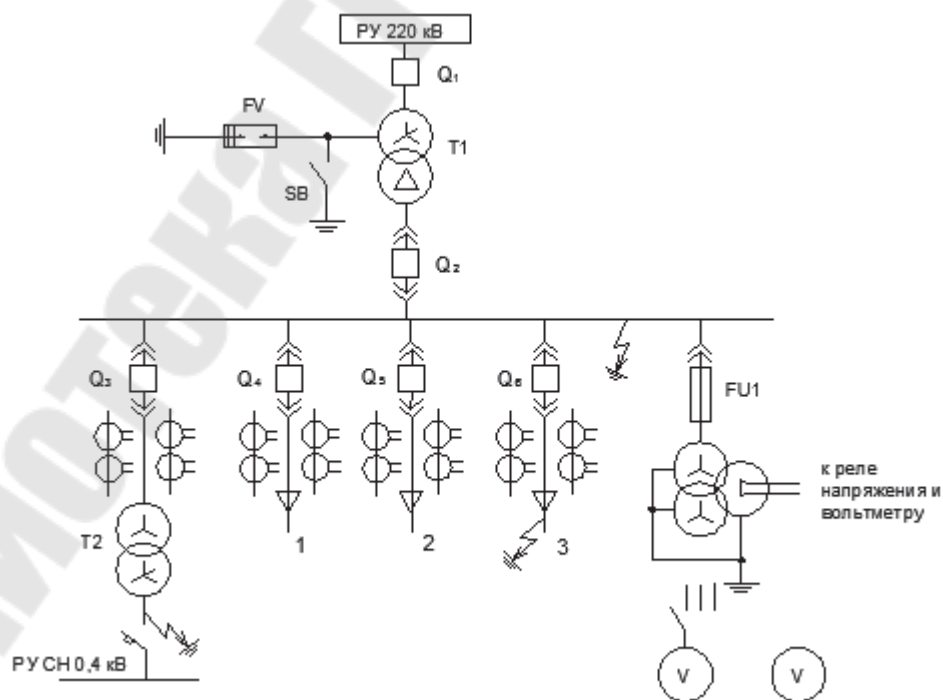 РУ 220 кВ
Q₁
FV
T1
SB
Q₂
Q₃
Q₄
Q₅
Q₆
FU1
к реле
напряжения и
вольтметру
T2
1
2
3
РУ СН 0,4 кВ
V
V